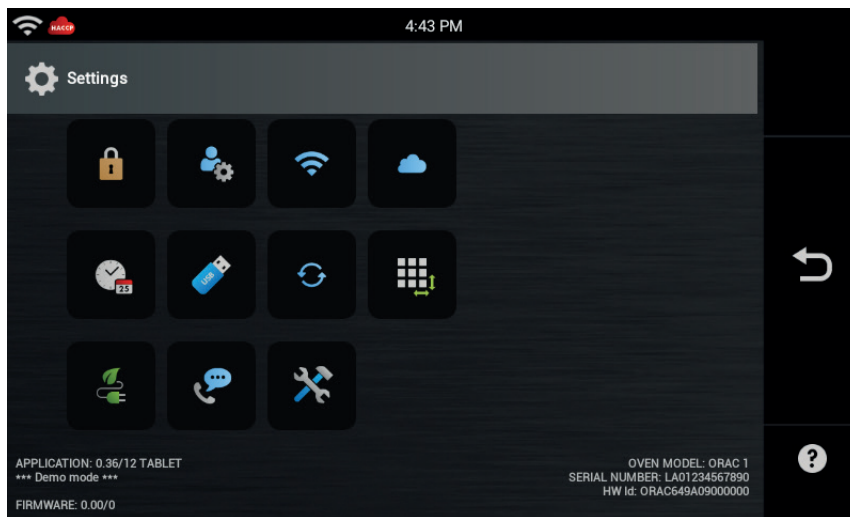 HACCP
4:43 PM
Settings
25
USB
APPLICATION: 0.36/12 TABLET
*** Demo mode ***
FIRMWARE: 0.00/0
OVEN MODEL: ORAC 1
SERIAL NUMBER: LA01234567890
HW Id: ORAC649A09000000
?